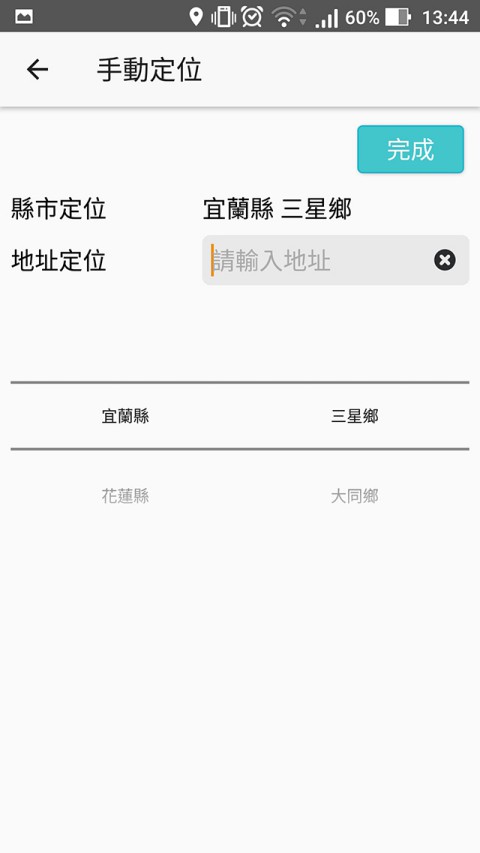 60% 13:44
手動定位
完成
縣市定位 宜蘭縣 三星鄉
地址定位 請輸入地址
宜蘭縣 三星鄉
花蓮縣 大同鄉